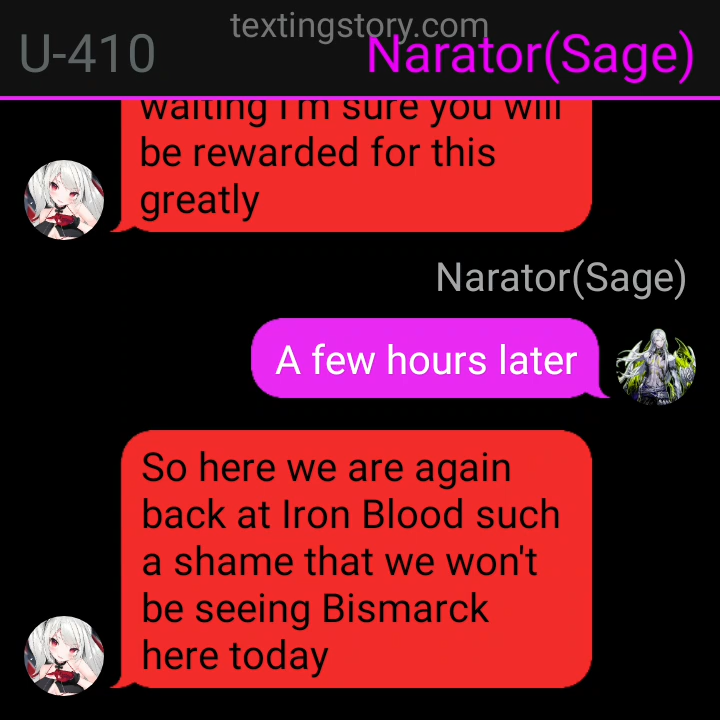 textingstory.com
U-410
Narator(Sage)
waiting I'm sure you will
be rewarded for this
greatly
Narator(Sage)
A few hours later
So here we are again
back at Iron Blood such
a shame that we won't
be seeing Bismarck
here today